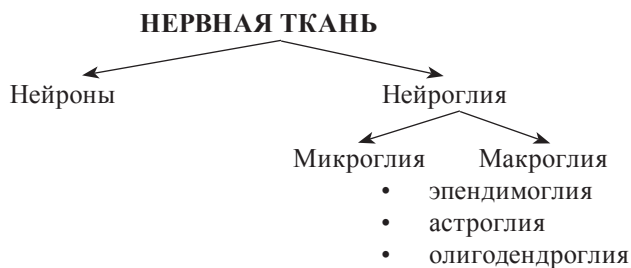 НЕРВНАЯ ТКАНЬ
Нейроны Нейроглия
Микроглия Макроглия
• эпендимоглия
• астроглия
• олигодендроглия